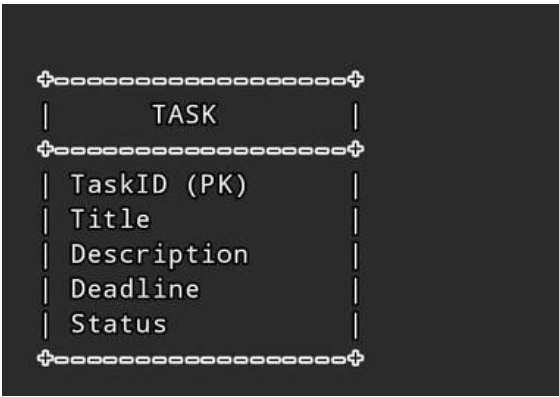 +------------------+
|      TASK        |
+------------------+
| TaskID (PK)      |
| Title            |
| Description      |
| Deadline         |
| Status           |
+------------------+